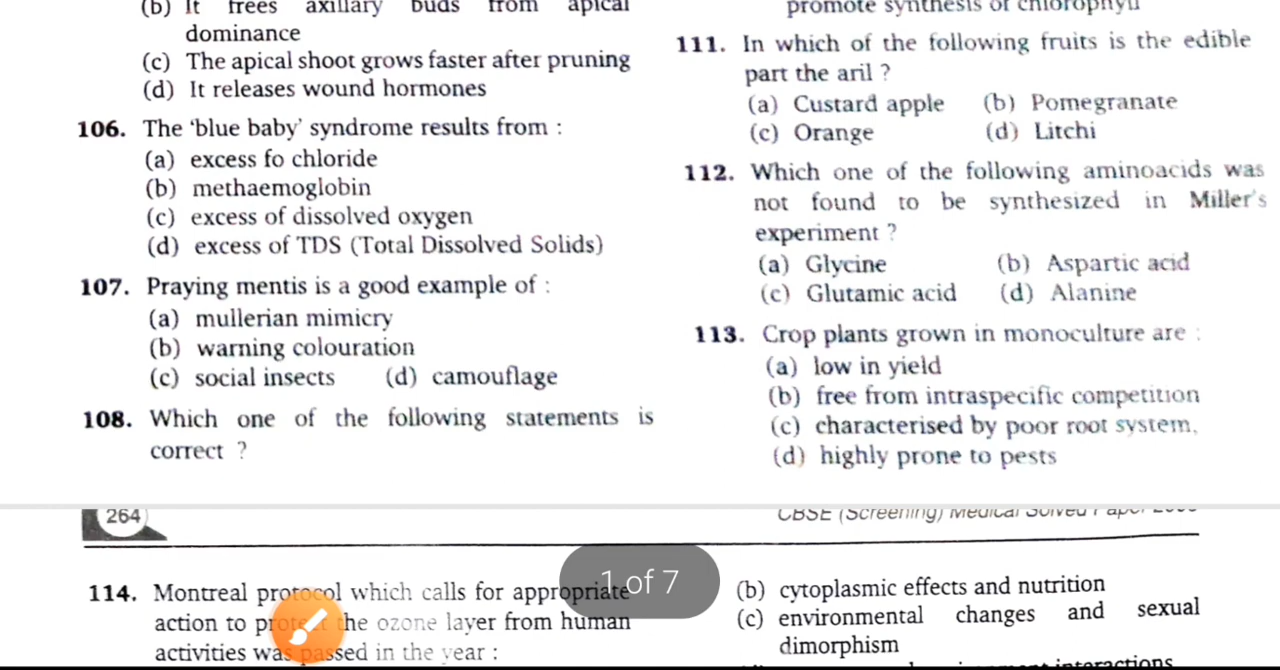 (b) It frees axillary buds from apical
dominance
(c) The apical shoot grows faster after pruning
(d) It releases wound hormones
106. The ‘blue baby’ syndrome results from :
(a) excess fo chloride
(b) methaemoglobin
(c) excess of dissolved oxygen
(d) excess of TDS (Total Dissolved Solids)
107. Praying mentis is a good example of :
(a) mullerian mimicry
(b) warning colouration
(c) social insects (d) camouflage
108. Which one of the following statements is
correct ?
promote synthesis of chlorophyll
111. In which of the following fruits is the edible
part the aril ?
(a) Custard apple (b) Pomegranate
(c) Orange (d) Litchi
112. Which one of the following aminoacids was
not found to be synthesized in Miller's
experiment ?
(a) Glycine (b) Aspartic acid
(c) Glutamic acid (d) Alanine
113. Crop plants grown in monoculture are :
(a) low in yield
(b) free from intraspecific competition
(c) characterised by poor root system,
(d) highly prone to pests
264
CBSE (Screening) Medical Solved Paper
1 of 7
114. Montreal protocol which calls for appropriate
action to protect the ozone layer from human
activities was passed in the year :
(b) cytoplasmic effects and nutrition
(c) environmental changes and sexual
dimorphism
interactions